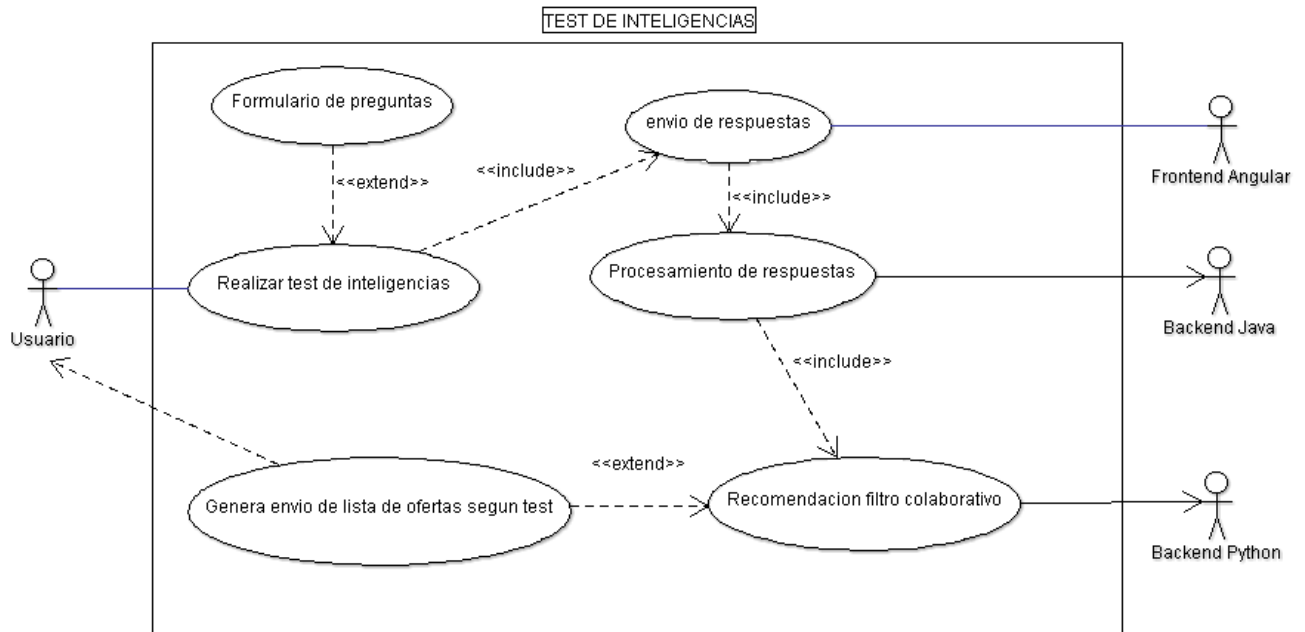 TEST DE INTELIGENCIAS
Formulario de preguntas
envio de respuestas
<<extend>>
<<include>>
<<include>>
Frontend Angular
Realizar test de inteligencias
Procesamiento de respuestas
Usuario
Backend Java
<<include>>
<<extend>>
Genera envio de lista de ofertas segun test
Recomendacion filtro colaborativo
Backend Python